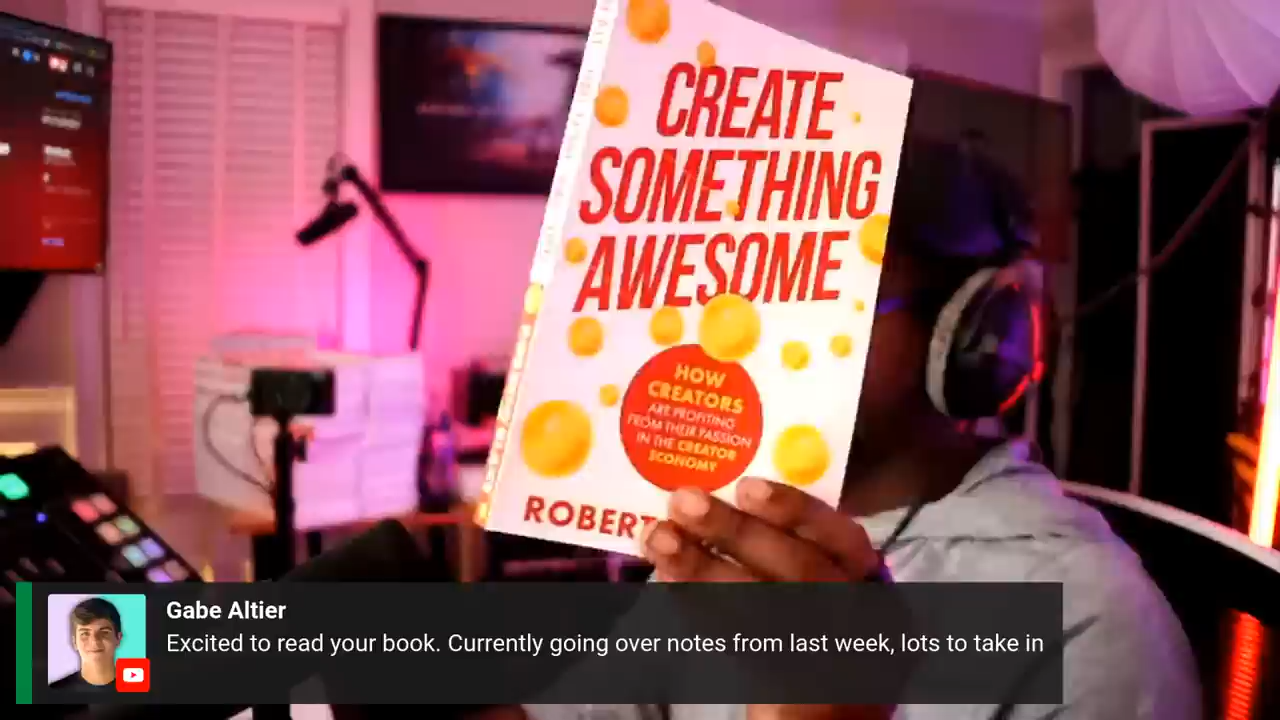 CREATE
SOMETHING
AWESOME
HOW
CREATORS
ARE PROFITING
FROM THEIR PASSION
IN THE CREATOR
ECONOMY
ROBERT
Gabe Altier
Excited to read your book. Currently going over notes from last week, lots to take in